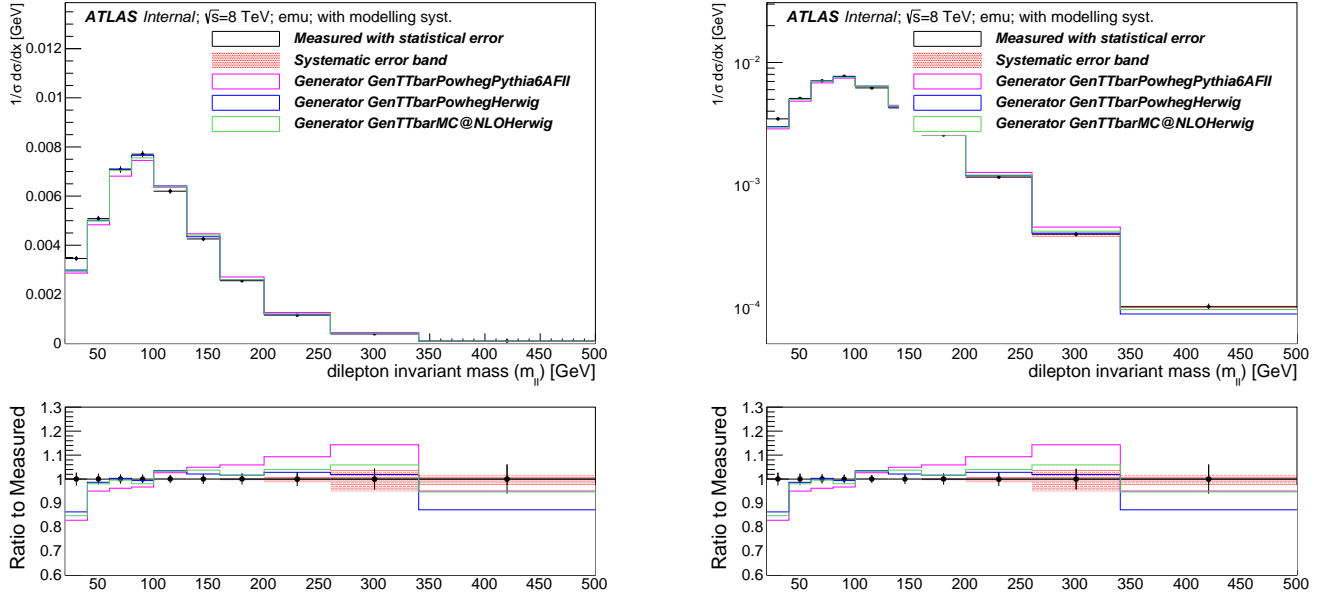 ATLAS Internal; √s=8 TeV; emu; with modelling syst.
Measured with statistical error
Systematic error band
Generator GenTTbarPowhegPythia6AFII
Generator GenTTbarPowhegHerwig
Generator GenTTbarMC@NLOHerwig
1/σ dσ/dx [GeV]
0.012
0.01
0.008
0.006
0.004
0.002
0
50 100 150 200 250 300 350 400 450 500
dilepton invariant mass (m_ll) [GeV]
Ratio to Measured
1.3
1.2
1.1
1
0.9
0.8
0.7
0.6
50 100 150 200 250 300 350 400 450 500
ATLAS Internal; √s=8 TeV; emu; with modelling syst.
Measured with statistical error
Systematic error band
Generator GenTTbarPowhegPythia6AFII
Generator GenTTbarPowhegHerwig
Generator GenTTbarMC@NLOHerwig
1/σ dσ/dx [GeV]
10⁻²
10⁻³
10⁻⁴
50 100 150 200 250 300 350 400 450 500
dilepton invariant mass (m_ll) [GeV]
Ratio to Measured
1.3
1.2
1.1
1
0.9
0.8
0.7
0.6
50 100 150 200 250 300 350 400 450 500